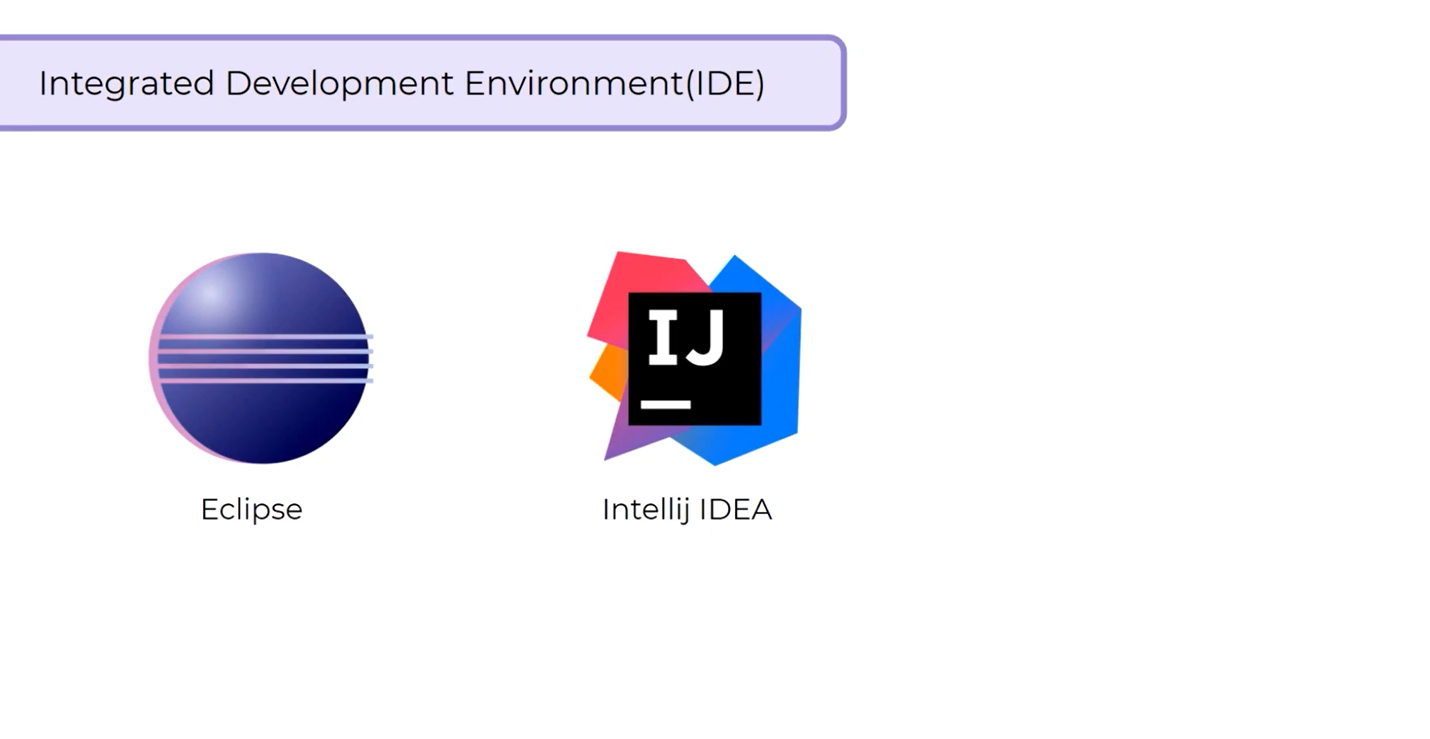 Integrated Development Environment(IDE)
IJ
Eclipse
Intellij IDEA